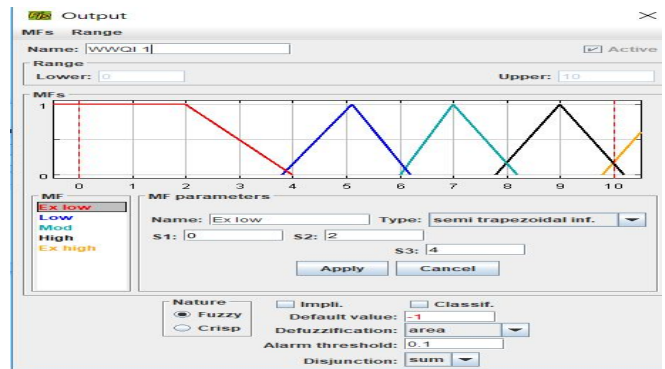 Fis Output
MFs Range
Name: WWQI 1 Active
Range
Lower: 0 Upper: 10
MFs
1
0
0 1 2 3 4 5 6 7 8 9 10
MF
Ex low
Low
Mod
High
Ex high
MF parameters
Name: Ex low Type: semi trapezoidal inf.
S1: 0 S2: 2
S3: 4
Apply Cancel
Nature
Fuzzy
Crisp
Impli. Classif.
Default value: -1
Defuzzification: area
Alarm threshold: 0.1
Disjunction: sum